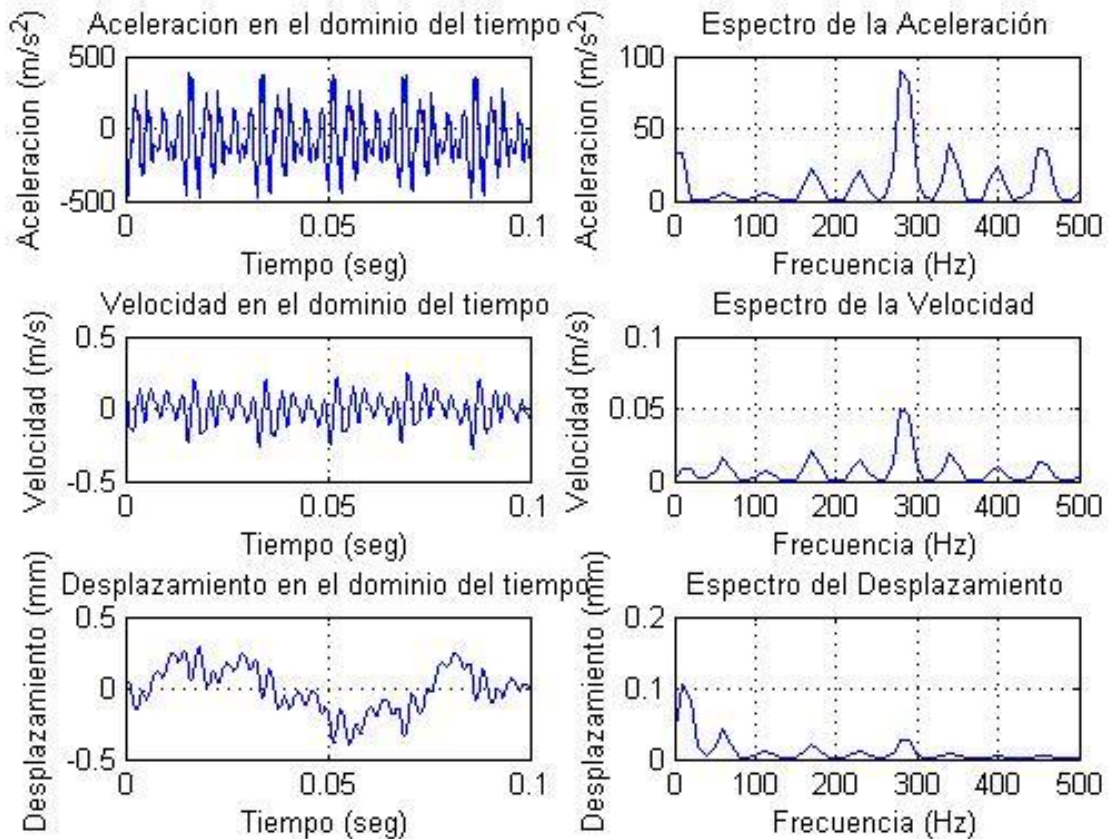 Aceleracion en el dominio del tiempo
Aceleracion (m/s²)
500
0
-500
0
0.05
0.1
Tiempo (seg)
Espectro de la Aceleración
Aceleracion (m/s²)
100
50
0
0
100
200
300
400
500
Frecuencia (Hz)
Velocidad en el dominio del tiempo
Velocidad (m/s)
0.5
0
-0.5
0
0.05
0.1
Tiempo (seg)
Espectro de la Velocidad
Velocidad (m/s)
0.1
0.05
0
0
100
200
300
400
500
Frecuencia (Hz)
Desplazamiento en el dominio del tiempo
Desplazamiento (mm)
0.5
0
-0.5
0
0.05
0.1
Tiempo (seg)
Espectro del Desplazamiento
Desplazamiento (mm)
0.2
0.1
0
0
100
200
300
400
500
Frecuencia (Hz)